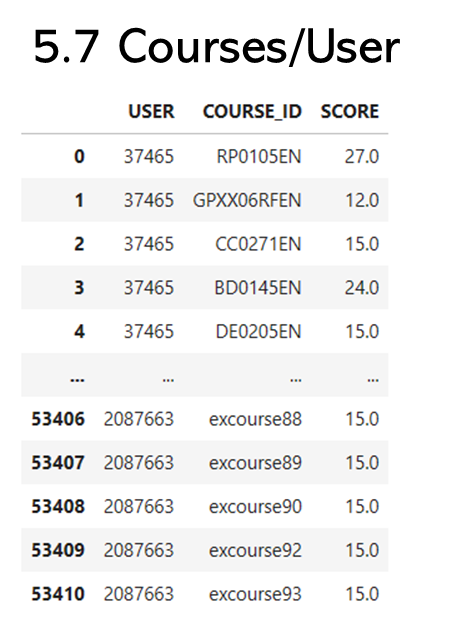 5.7 Courses/User
USER COURSE_ID SCORE
0 37465 RP0105EN 27.0
1 37465 GPXX06RFEN 12.0
2 37465 CC0271EN 15.0
3 37465 BD0145EN 24.0
4 37465 DE0205EN 15.0
... ... ... ...
53406 2087663 excourse88 15.0
53407 2087663 excourse89 15.0
53408 2087663 excourse90 15.0
53409 2087663 excourse92 15.0
53410 2087663 excourse93 15.0